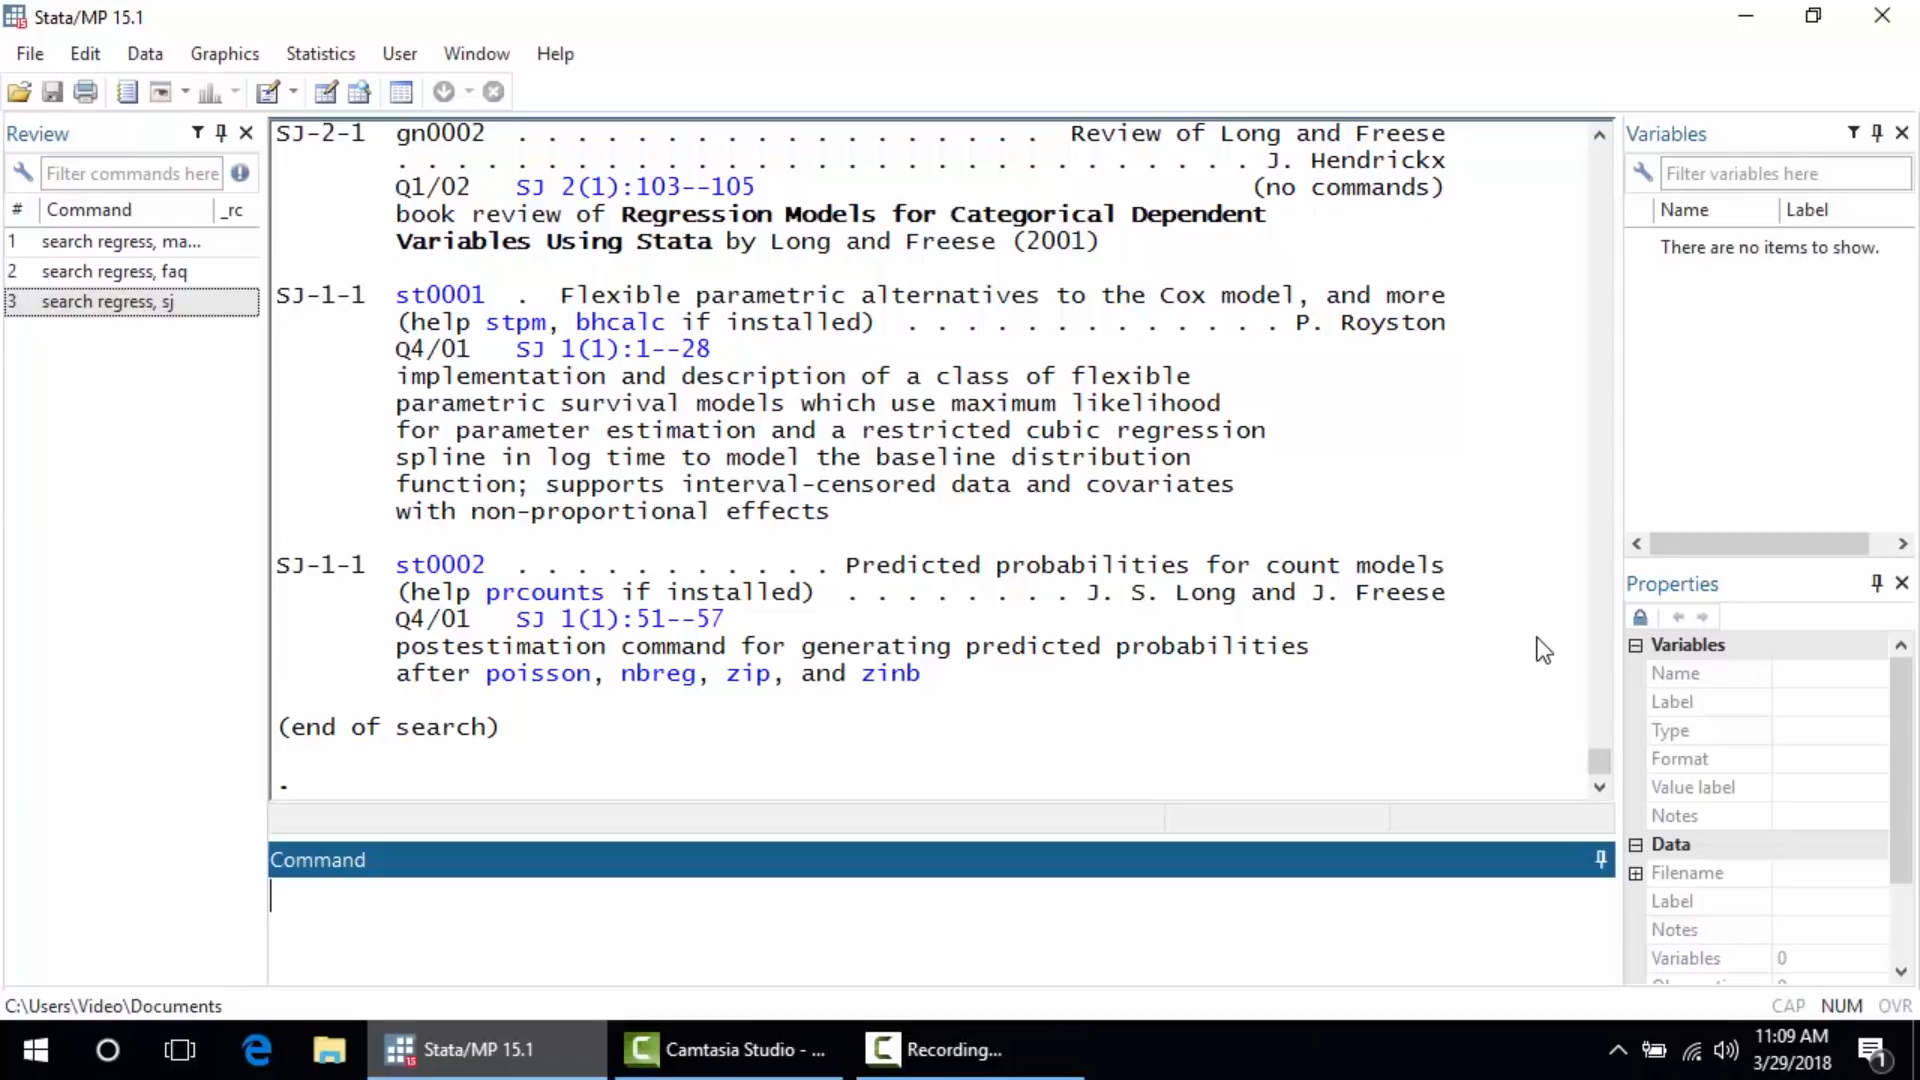 Stata/MP 15.1
File Edit Data Graphics Statistics User Window Help
Review
Filter commands here
# Command _rc
1 search regress, ma...
2 search regress, faq
3 search regress, sj
SJ-2-1 gn0002 . . . . . . . . . . . . . . . . . . Review of Long and Freese
. . . . . . . . . . . . . . . . . . . . . . . . . . . . . J. Hendrickx
Q1/02 SJ 2(1):103--105 (no commands)
book review of Regression Models for Categorical Dependent
Variables Using Stata by Long and Freese (2001)
SJ-1-1 st0001 . Flexible parametric alternatives to the Cox model, and more
(help stpm, bhcalc if installed) . . . . . . . . . . . . . P. Royston
Q4/01 SJ 1(1):1--28
implementation and description of a class of flexible
parametric survival models which use maximum likelihood
for parameter estimation and a restricted cubic regression
spline in log time to model the baseline distribution
function; supports interval-censored data and covariates
with non-proportional effects
SJ-1-1 st0002 . . . . . . . . . . . Predicted probabilities for count models
(help prcounts if installed) . . . . . . . . J. S. Long and J. Freese
Q4/01 SJ 1(1):51--57
postestimation command for generating predicted probabilities
after poisson, nbreg, zip, and zinb
(end of search)
.
Command
Variables
Filter variables here
Name Label
There are no items to show.
Properties
Variables
Name
Label
Type
Format
Value label
Notes
Data
Filename
Label
Notes
Variables 0
C:\Users\Video\Documents
CAP NUM OVR
Stata/MP 15.1
Camtasia Studio - ...
Recording...
11:09 AM
3/29/2018
1